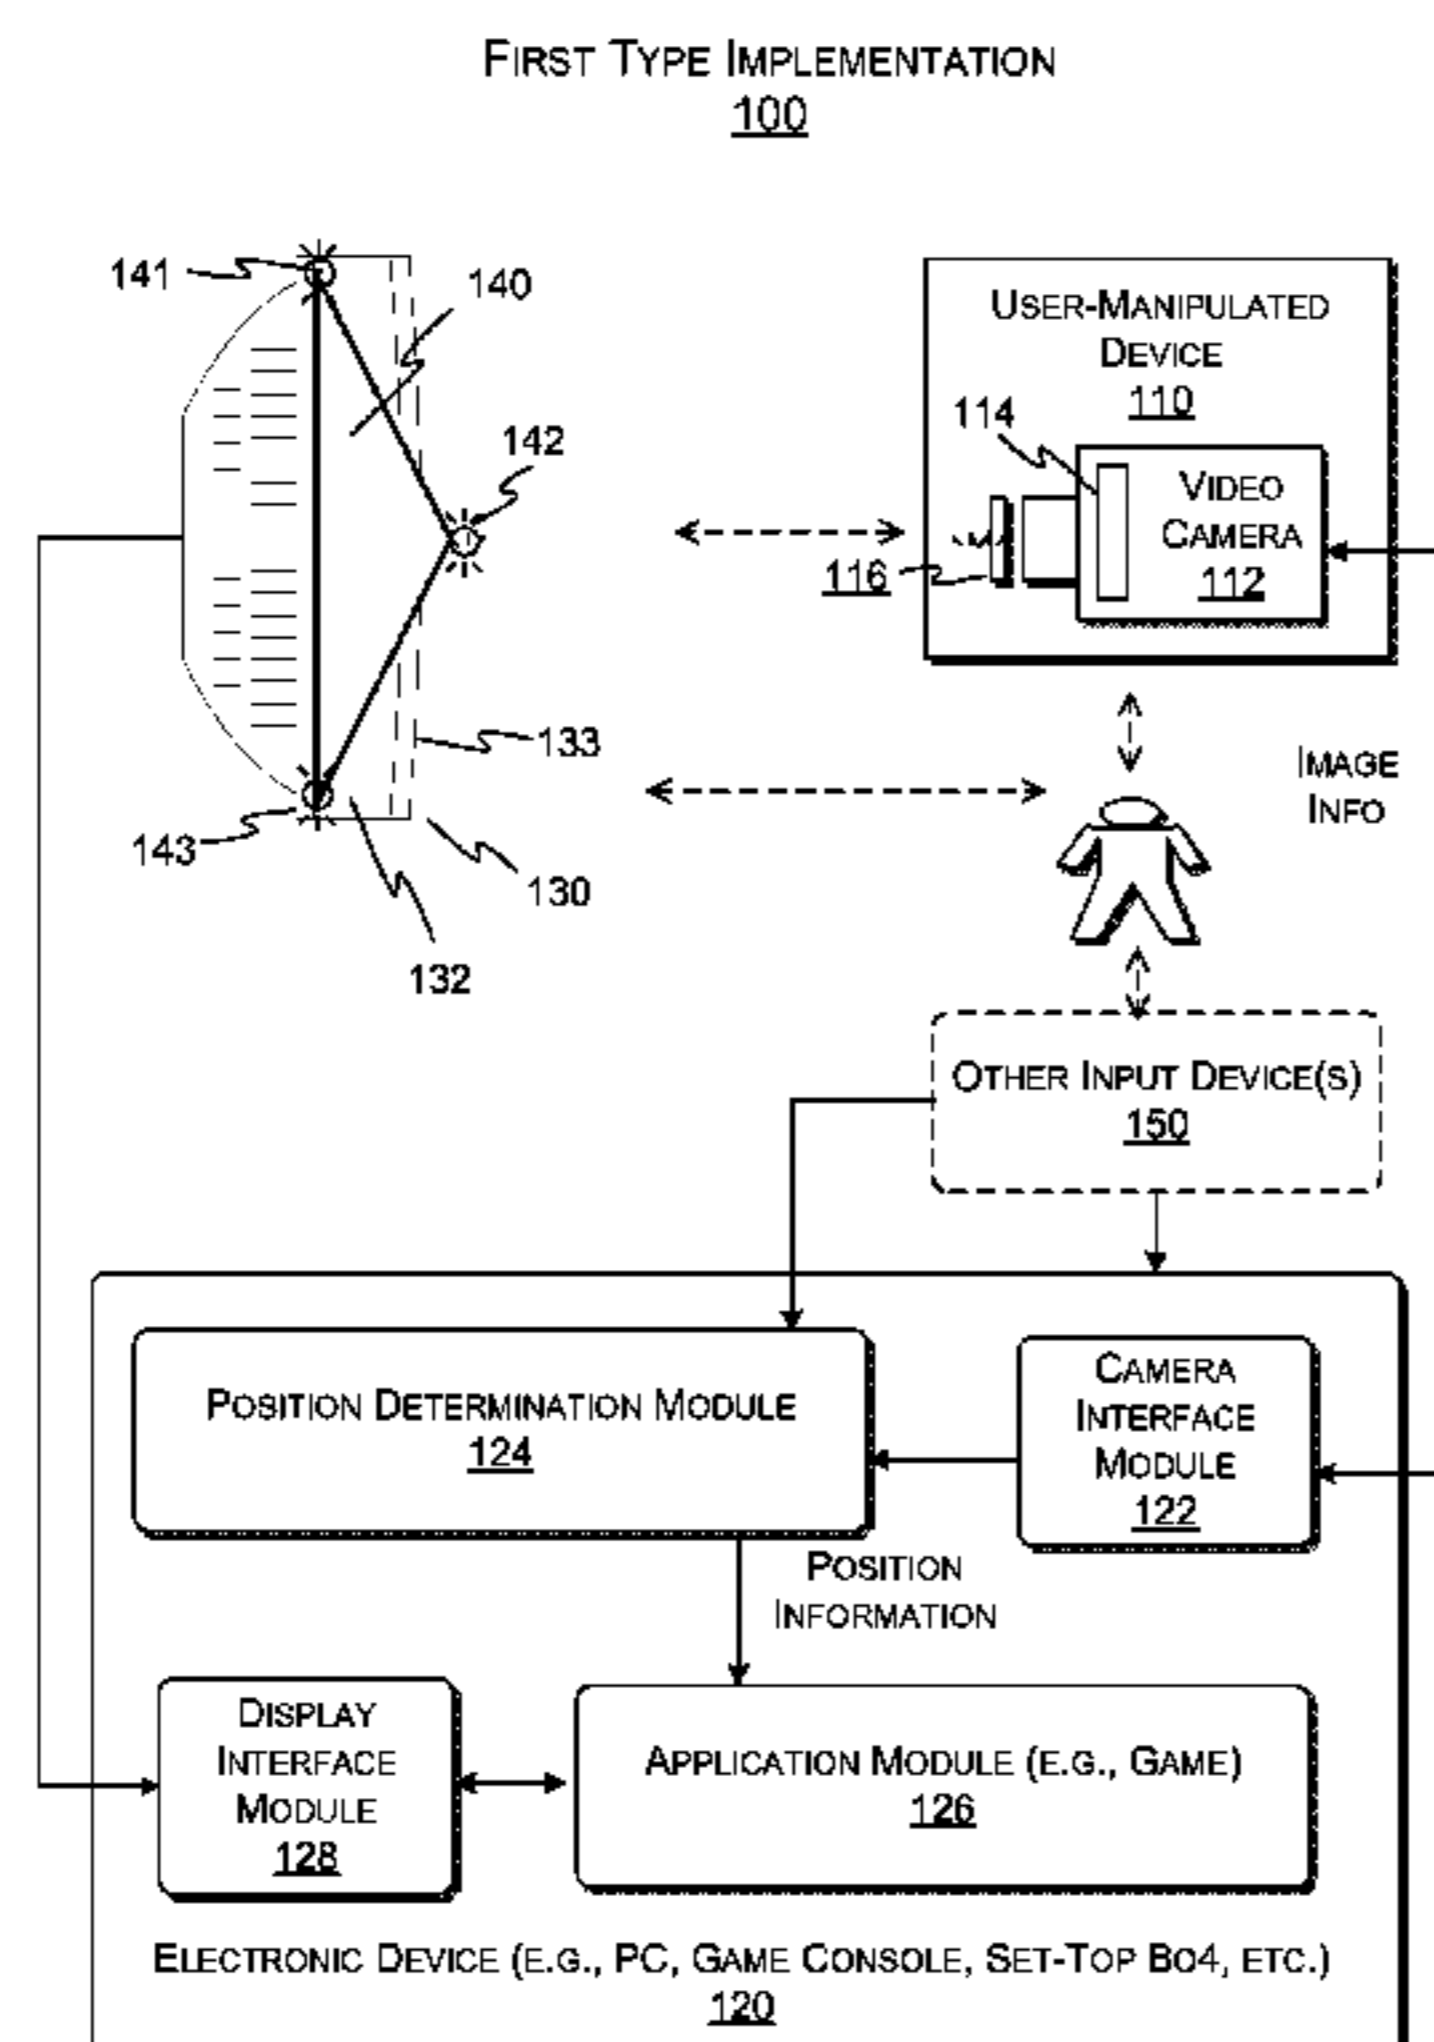 FIRST TYPE IMPLEMENTATION
100
141
140
142
133
143
130
132
USER-MANIPULATED
DEVICE
110
114
VIDEO
CAMERA
112
116
IMAGE
INFO
OTHER INPUT DEVICE(S)
150
POSITION DETERMINATION MODULE
124
CAMERA
INTERFACE
MODULE
122
POSITION
INFORMATION
DISPLAY
INTERFACE
MODULE
128
APPLICATION MODULE (E.G., GAME)
126
ELECTRONIC DEVICE (E.G., PC, GAME CONSOLE, SET-TOP BO4, ETC.)
120